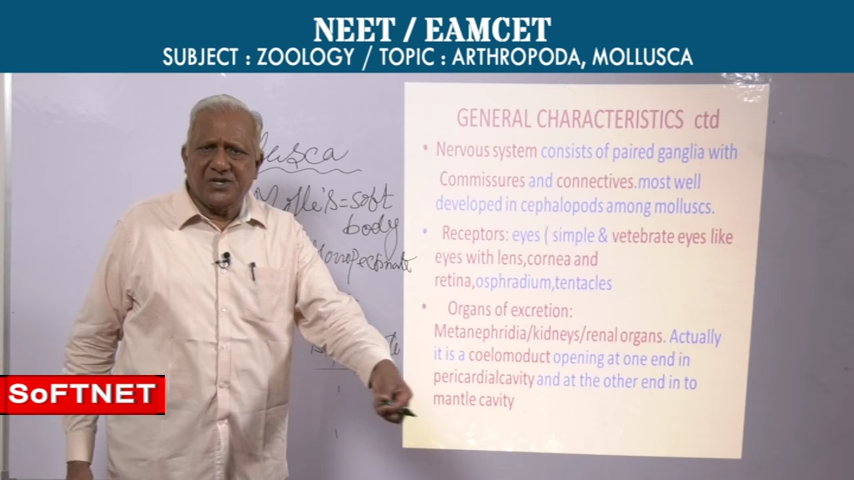 NEET / EAMCET
SUBJECT : ZOOLOGY / TOPIC : ARTHROPODA, MOLLUSCA
usca
Molle's = soft
body
Monopectinate
GENERAL CHARACTERISTICS ctd
• Nervous system consists of paired ganglia with
Commissures and connectives.most well
developed in cephalopods among molluscs.
• Receptors: eyes ( simple & vetebrate eyes like
eyes with lens,cornea and
retina,osphradium,tentacles
• Organs of excretion:
Metanephridia/kidneys/renal organs. Actually
it is a coelomoduct opening at one end in
pericardialcavity and at the other end in to
mantle cavity
SoFTNET